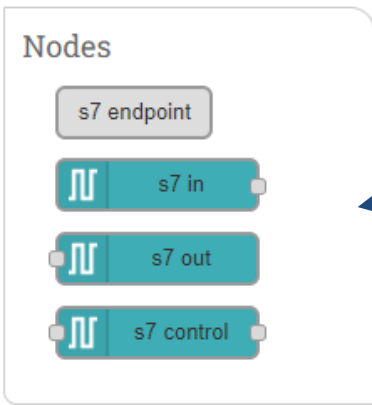 Nodes
s7 endpoint
s7 in
s7 out
s7 control